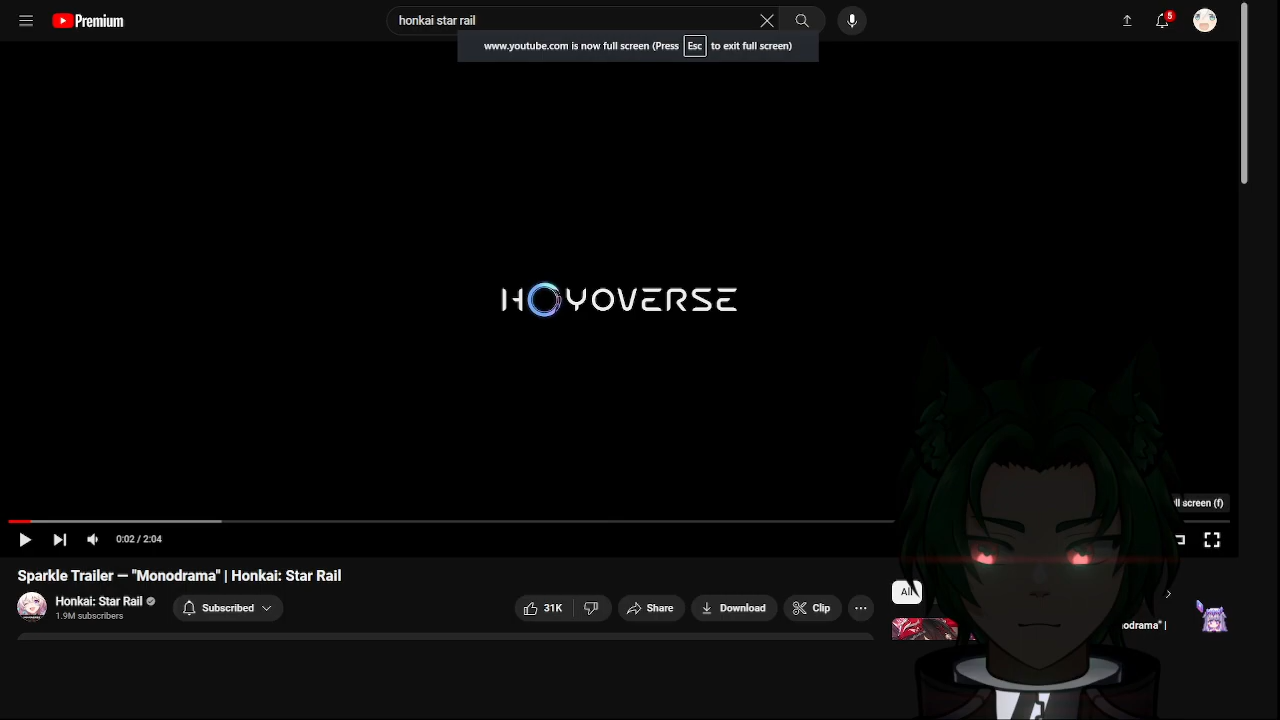 Premium
honkai star rail
5
www.youtube.com is now full screen (Press Esc to exit full screen)
HOYOVERSE
screen (f)
0:02 / 2:04
Sparkle Trailer — "Monodrama" | Honkai: Star Rail
Honkai: Star Rail
1.9M subscribers
Subscribed
31K
Share
Download
Clip
All